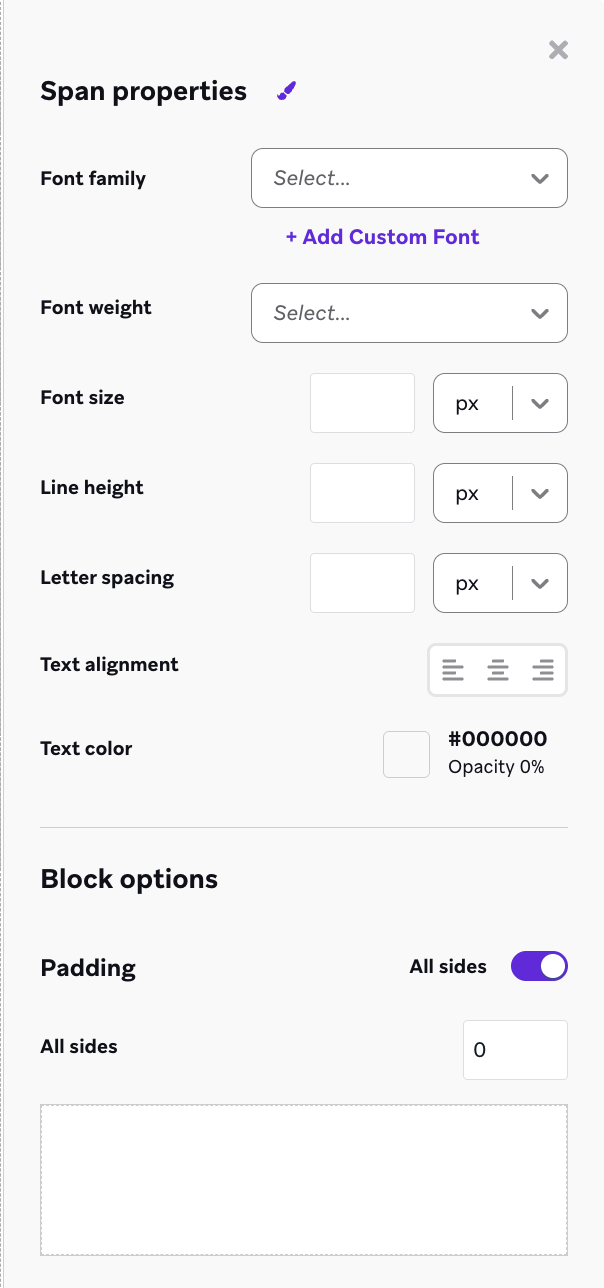 Span properties
Font family
Select...
+ Add Custom Font
Font weight
Select...
Font size
px
Line height
px
Letter spacing
px
Text alignment
Text color
#000000
Opacity 0%
Block options
Padding
All sides
All sides
0